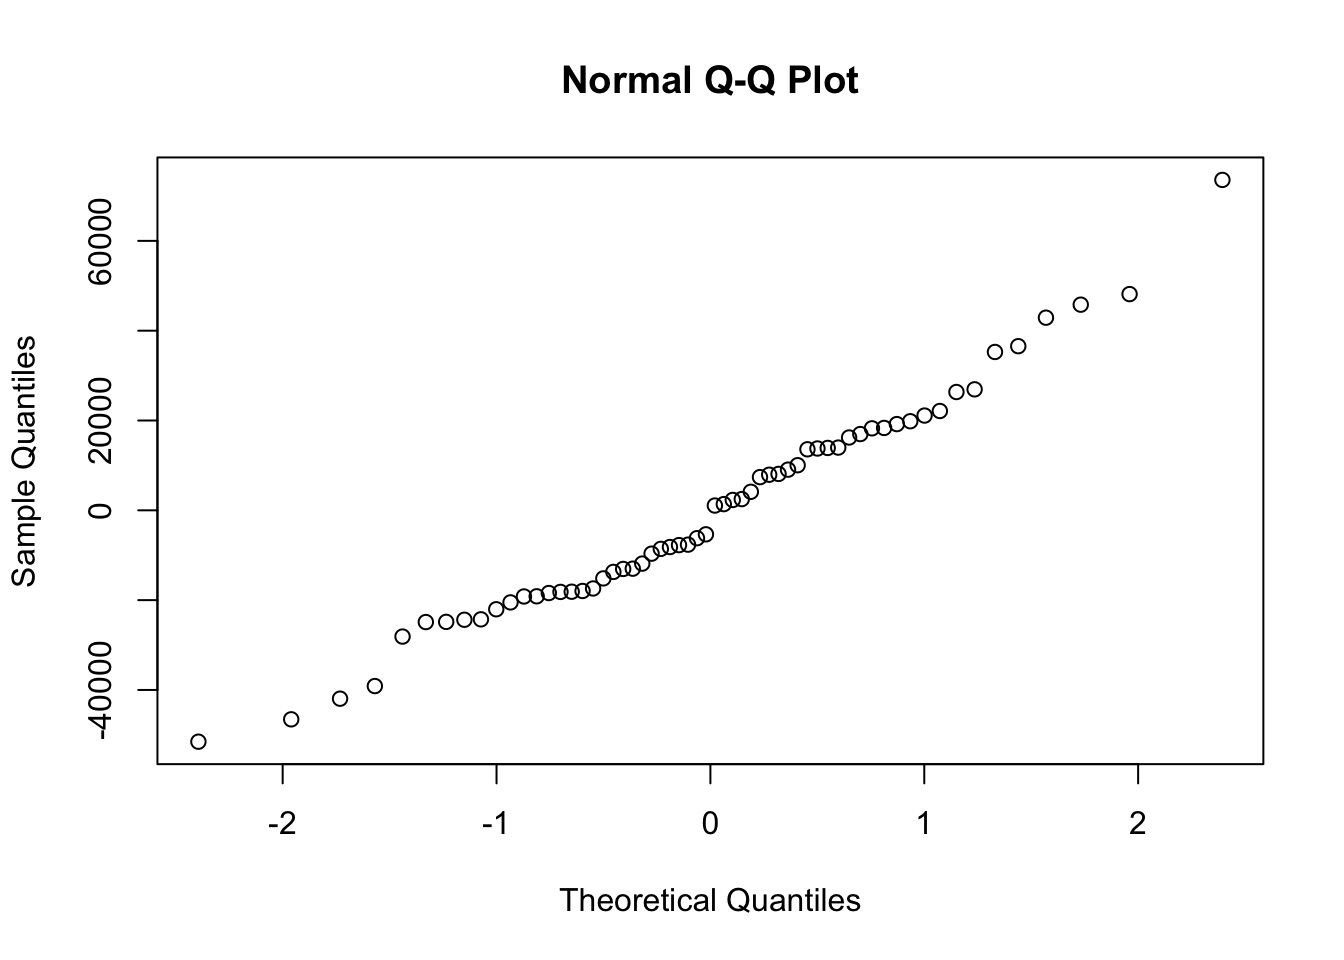 Normal Q-Q Plot
Sample Quantiles
60000
20000
0
-40000
-2 -1 0 1 2
Theoretical Quantiles